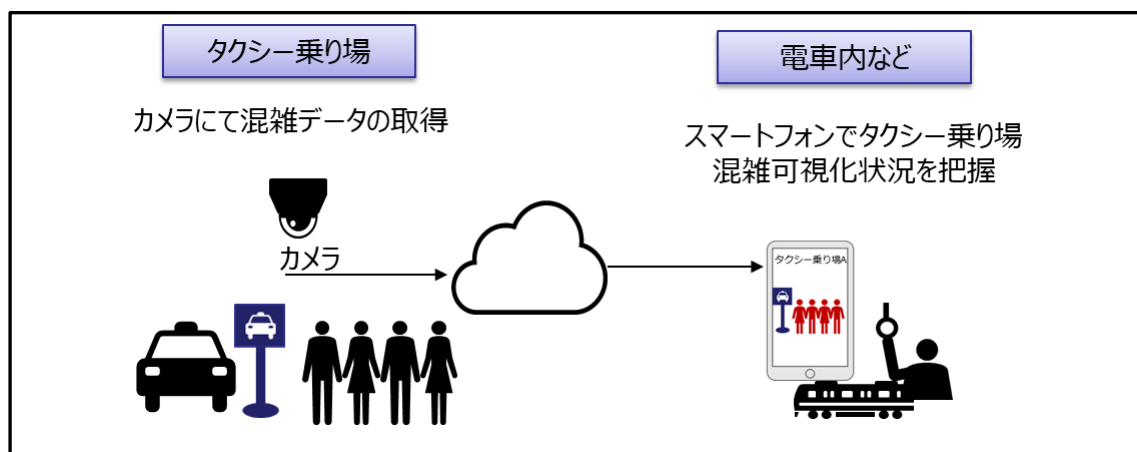 タクシー乗り場
電車内など
カメラにて混雑データの取得
スマートフォンでタクシー乗り場
混雑可視化状況を把握
カメラ
タクシー乗り場A